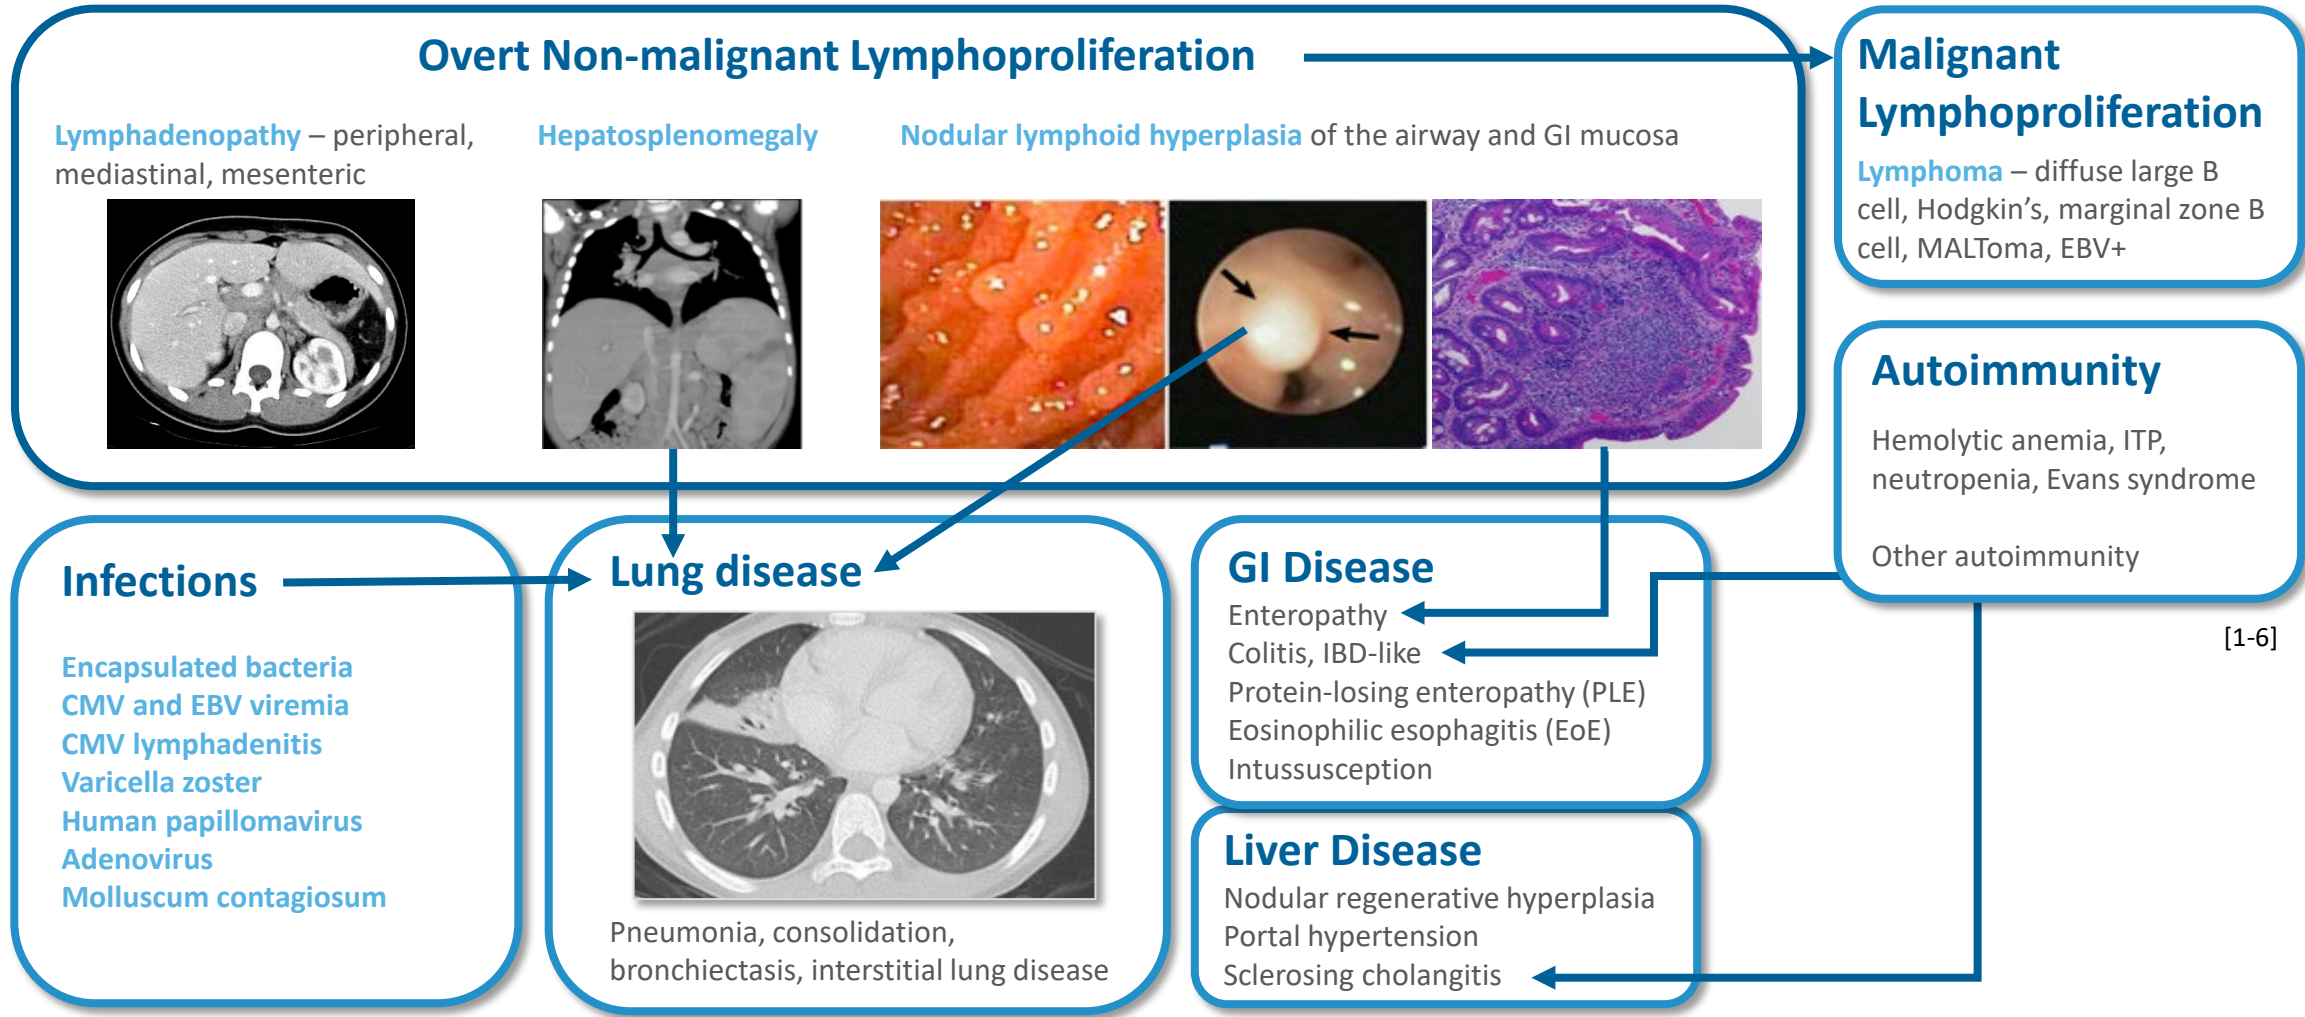 Overt Non-malignant Lymphoproliferation
Lymphadenopathy – peripheral,
mediastinal, mesenteric
Hepatosplenomegaly
Nodular lymphoid hyperplasia of the airway and GI mucosa
Malignant
Lymphoproliferation
Lymphoma – diffuse large B
cell, Hodgkin's, marginal zone B
cell, MALToma, EBV+
Autoimmunity
Hemolytic anemia, ITP,
neutropenia, Evans syndrome
Other autoimmunity
[1-6]
Infections
Encapsulated bacteria
CMV and EBV viremia
CMV lymphadenitis
Varicella zoster
Human papillomavirus
Adenovirus
Molluscum contagiosum
Lung disease
Pneumonia, consolidation,
bronchiectasis, interstitial lung disease
GI Disease
Enteropathy
Colitis, IBD-like
Protein-losing enteropathy (PLE)
Eosinophilic esophagitis (EoE)
Intussusception
Liver Disease
Nodular regenerative hyperplasia
Portal hypertension
Sclerosing cholangitis